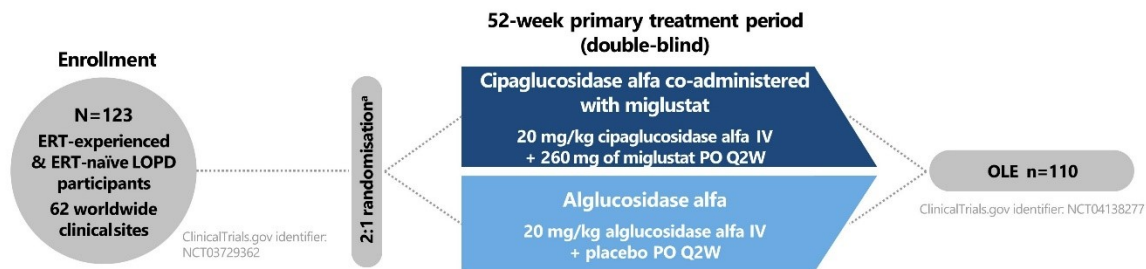 Enrollment
N=123
ERT-experienced
& ERT-naïve LOPD
participants
62 worldwide
clinical sites
ClinicalTrials.gov identifier:
NCT03729362
2:1 randomisationª
52-week primary treatment period
(double-blind)
Cipaglucosidase alfa co-administered
with miglustat
20 mg/kg cipaglucosidase alfa IV
+ 260 mg of miglustat PO Q2W
Alglucosidase alfa
20 mg/kg alglucosidase alfa IV
+ placebo PO Q2W
OLE n=110
ClinicalTrials.gov identifier: NCT04138277